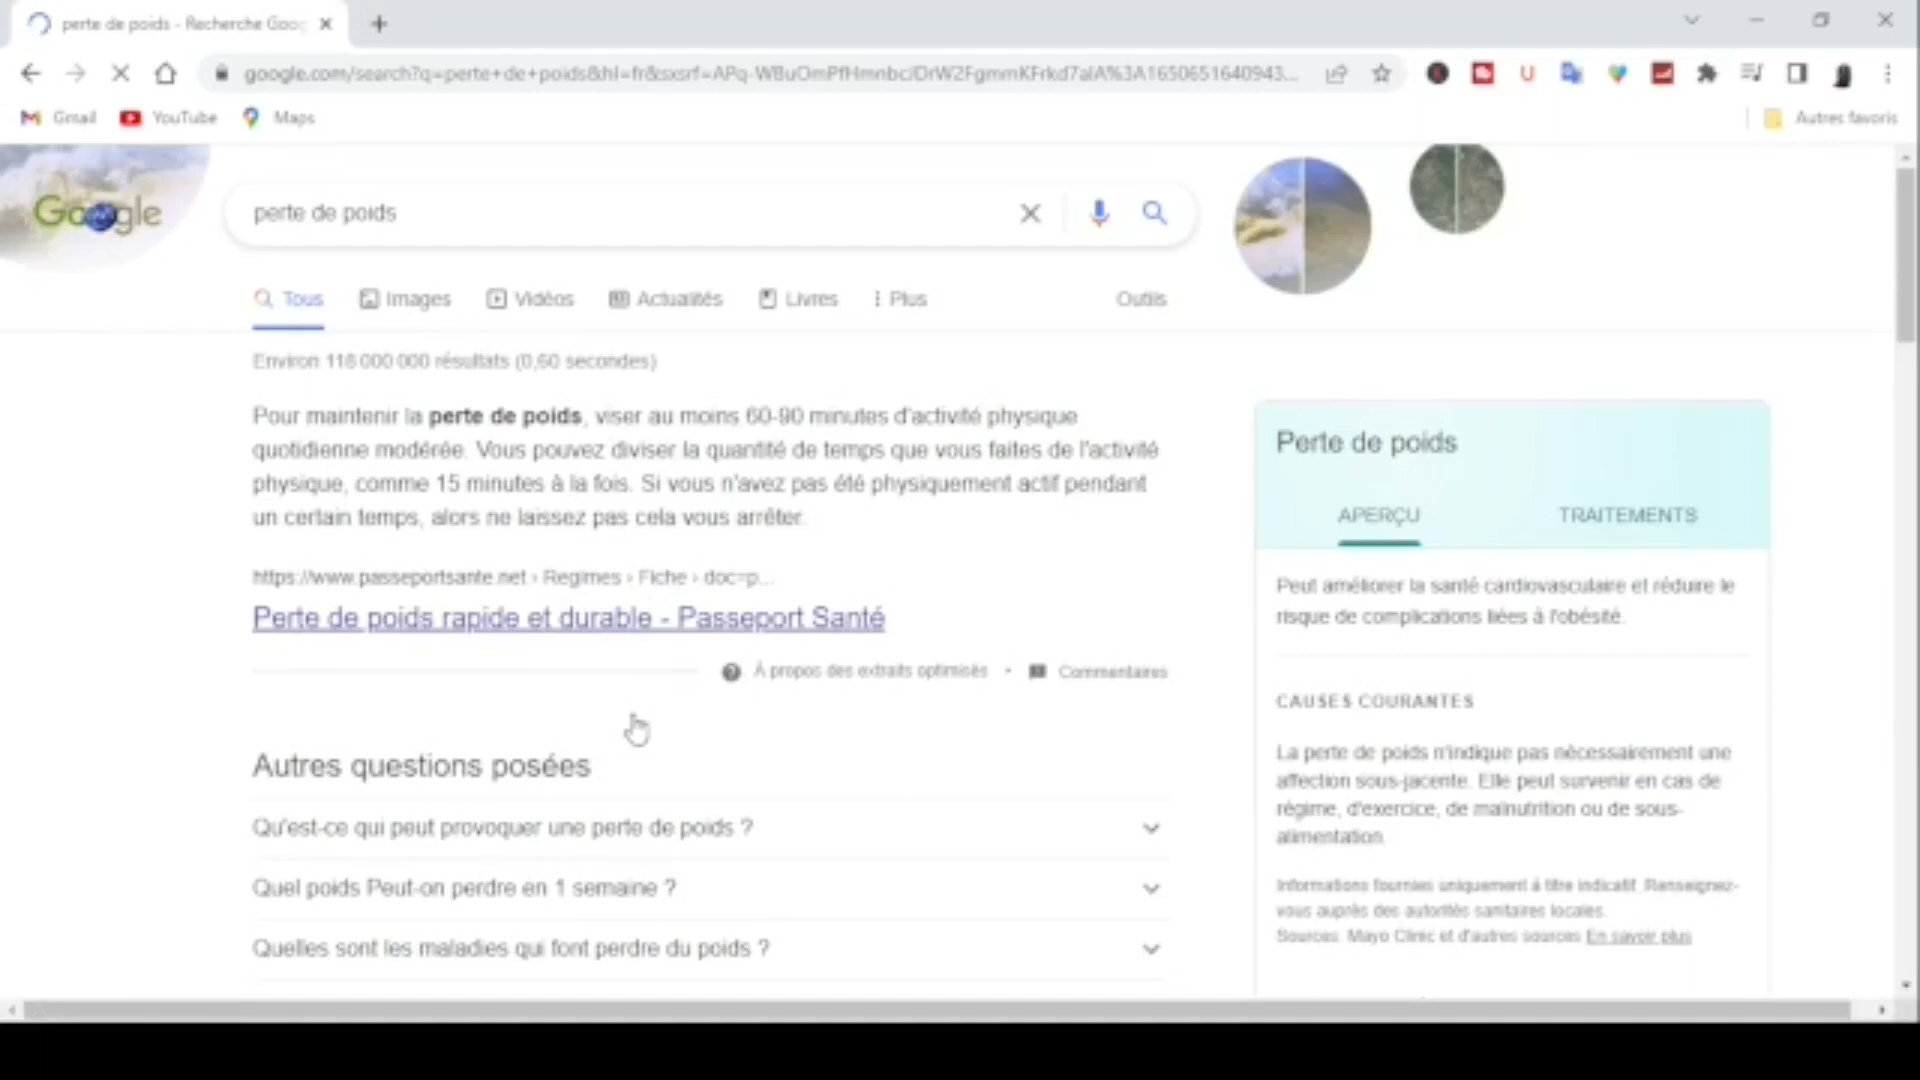 perte de poids - Recherche Goog
google.com/search?q=perte+de+poids&hl=fr&sxsrf=
Gmail
YouTube
Maps
Autres favoris
Google
perte de poids
Tous
Images
Vidéos
Actualités
Livres
Plus
Outils
Environ 118 000 000 résultats (0,60 secondes)
Pour maintenir la perte de poids, viser au moins 60-90 minutes d'activité physique
quotidienne modérée. Vous pouvez diviser la quantité de temps que vous faites de l'activité
physique, comme 15 minutes à la fois. Si vous n'avez pas été physiquement actif pendant
un certain temps, alors ne laissez pas cela vous arrêter.
https://www.passeportsante.net › Regimes › Fiche › doc=p...
Perte de poids rapide et durable - Passeport Santé
À propos des extraits optimisés
Commentaires
Autres questions posées
Qu'est-ce qui peut provoquer une perte de poids ?
Quel poids Peut-on perdre en 1 semaine ?
Quelles sont les maladies qui font perdre du poids ?
Perte de poids
APERÇU
TRAITEMENTS
Peut améliorer la santé cardiovasculaire et réduire le
risque de complications liées à l'obésité.
CAUSES COURANTES
La perte de poids n'indique pas nécessairement une
affection sous-jacente. Elle peut survenir en cas de
régime, d'exercice, de malnutrition ou de sous-
alimentation.
Informations fournies uniquement à titre indicatif. Renseignez-
vous auprès des autorités sanitaires locales.
Sources: Mayo Clinic et d'autres sources En savoir plus